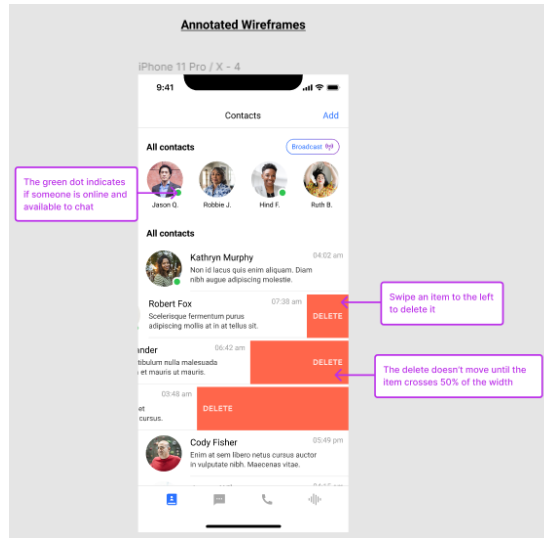 Annotated Wireframes
iPhone 11 Pro / X - 4
9:41
Contacts Add
All contacts Broadcast
The green dot indicates
if someone is online and
available to chat
Jason Q. Robbie J. Hind F. Ruth B.
All contacts
Kathryn Murphy 04:02 am
Non id lacus quis enim aliquam. Diam
nibh augue adipiscing molestie.
Robert Fox 07:38 am
Scelerisque fermentum purus
adipiscing mollis at in at tellus sit.
DELETE
Swipe an item to the left
to delete it
ander 06:42 am
tibulum nulla malesuada
et mauris ut mauris.
DELETE
The delete doesn't move until the
item crosses 50% of the width
03:48 am
et
cursus.
DELETE
Cody Fisher 05:49 pm
Enim at sem libero netus cursus auctor
in vulputate nibh. Maecenas vitae.